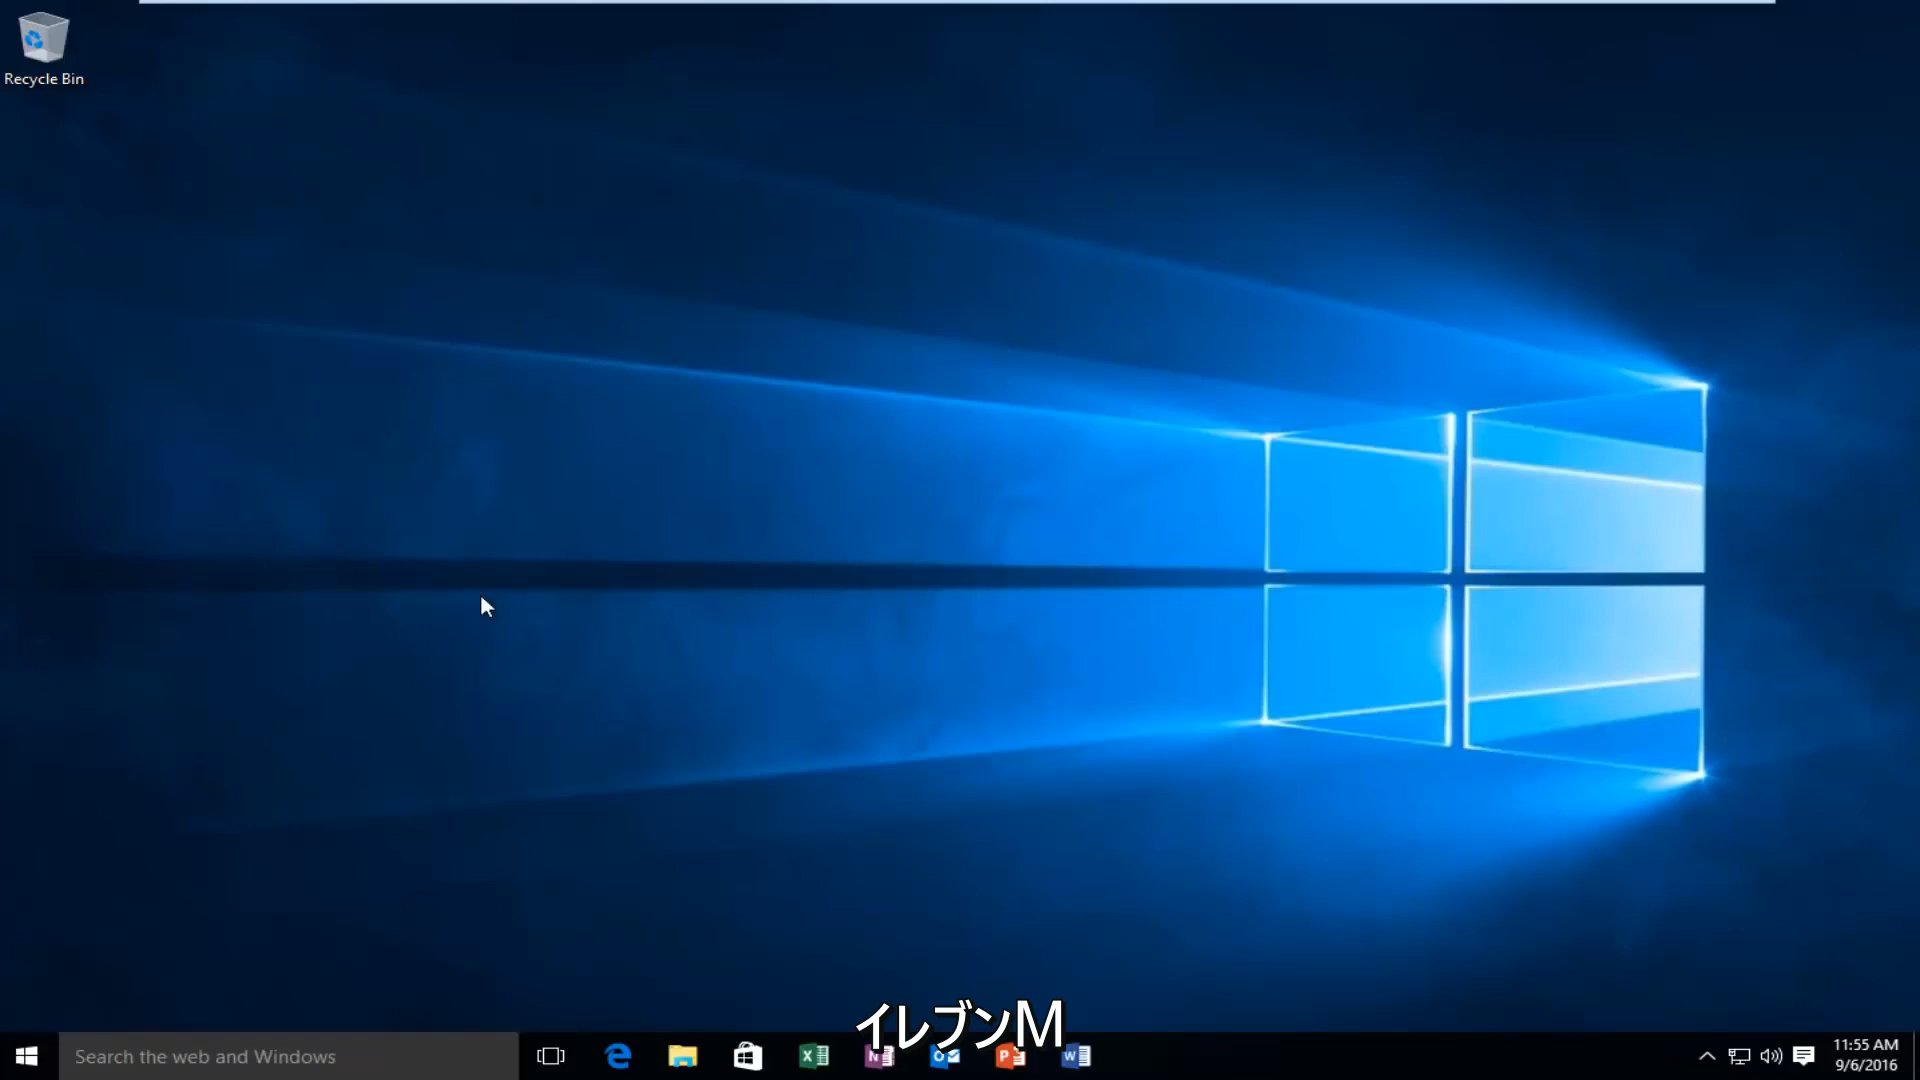 Recycle Bin
イレブンM
Search the web and Windows
11:55 AM
9/6/2016